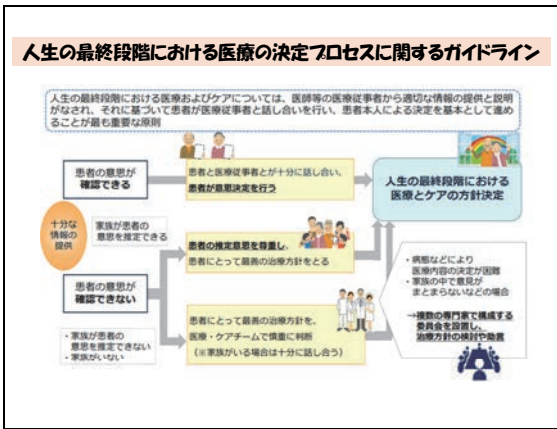 人生の最終段階における医療の決定プロセスに関するガイドライン
人生の最終段階における医療およびケアについては、医師等の医療従事者から適切な情報の提供と説明
がなされ、それに基づいて患者が医療従事者と話し合いを行い、患者本人による決定を基本として進め
ることが最も重要な原則
患者の意思が
確認できる
患者と医療従事者とが十分に話し合い、
患者が意思決定を行う
人生の最終段階における
医療とケアの方針決定
十分な
情報の
提供
家族が患者の
意思を推定できる
患者の推定意思を尊重し、
患者にとって最善の治療方針をとる
患者の意思が
確認できない
・病態などにより
医療内容の決定が困難
・家族の中で意見が
まとまらないなどの場合
→複数の専門家で構成する
委員会を設置し、
治療方針の検討や助言
・家族が患者の
意思を推定できない
・家族がいない
患者にとって最善の治療方針を、
医療・ケアチームで慎重に判断
(※家族がいる場合は十分に話し合う)